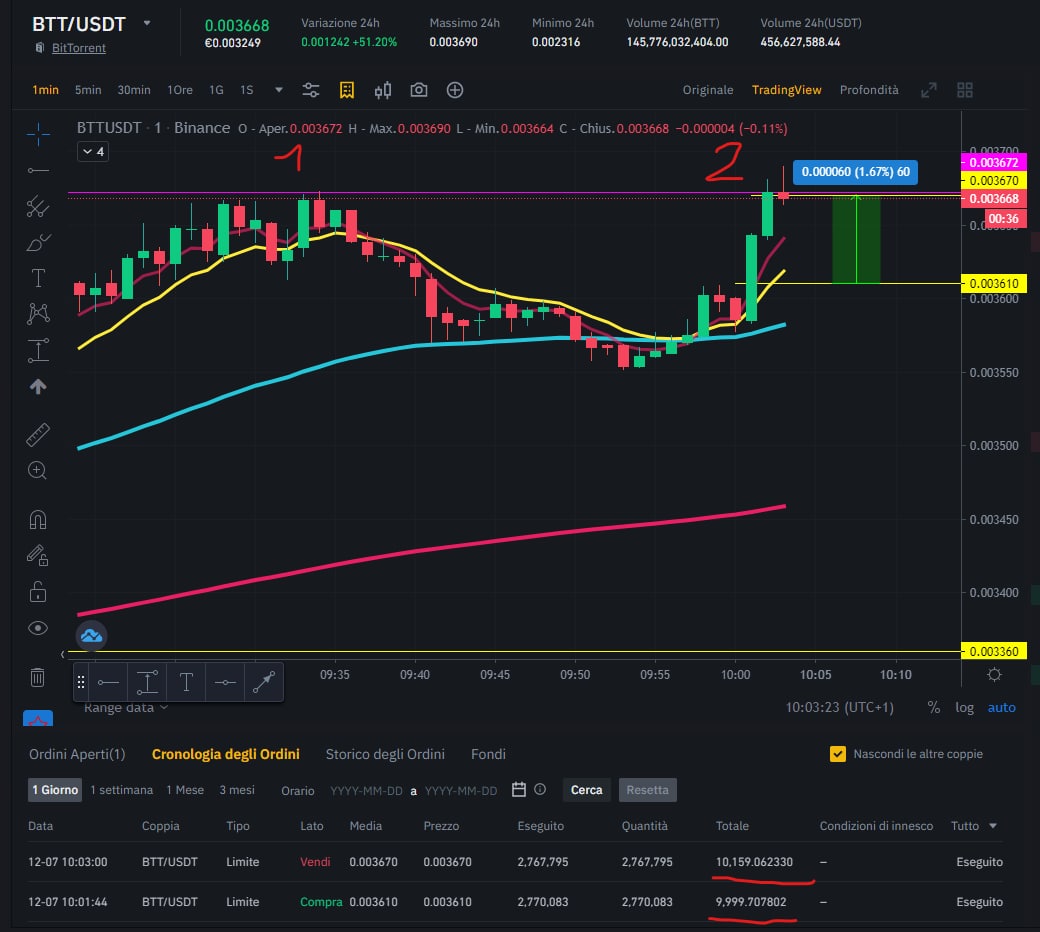 BTT/USDT
BitTorrent
0.003668
€0.003249
Variazione 24h
0.001242 +51.20%
Massimo 24h
0.003690
Minimo 24h
0.002316
Volume 24h(BTT)
145,776,032,404.00
Volume 24h(USDT)
456,627,588.44
1min 5min 30min 1Ore 1G 1S
Originale TradingView Profondità
BTTUSDT · 1 · Binance O - Aper.0.003672 H - Max.0.003690 L - Min.0.003664 C - Chius.0.003668 −0.000004 (−0.11%)
4
1
2
0.000060 (1.67%) 60
0.003700
0.003672
0.003670
0.003668
00:36
0.003610
0.003600
0.003550
0.003500
0.003450
0.003400
0.003360
09:35 09:40 09:45 09:50 09:55 10:00 10:05 10:10
Range data
10:03:23 (UTC+1) % log auto
Ordini Aperti(1) Cronologia degli Ordini Storico degli Ordini Fondi
Nascondi le altre coppie
1 Giorno 1 settimana 1 Mese 3 mesi Orario YYYY-MM-DD a YYYY-MM-DD Cerca Resetta
Data Coppia Tipo Lato Media Prezzo Eseguito Quantità Totale Condizioni di innesco Tutto
12-07 10:03:00 BTT/USDT Limite Vendi 0.003670 0.003670 2,767,795 2,767,795 10,159.062330 – Eseguito
12-07 10:01:44 BTT/USDT Limite Compra 0.003610 0.003610 2,770,083 2,770,083 9,999.707802 – Eseguito